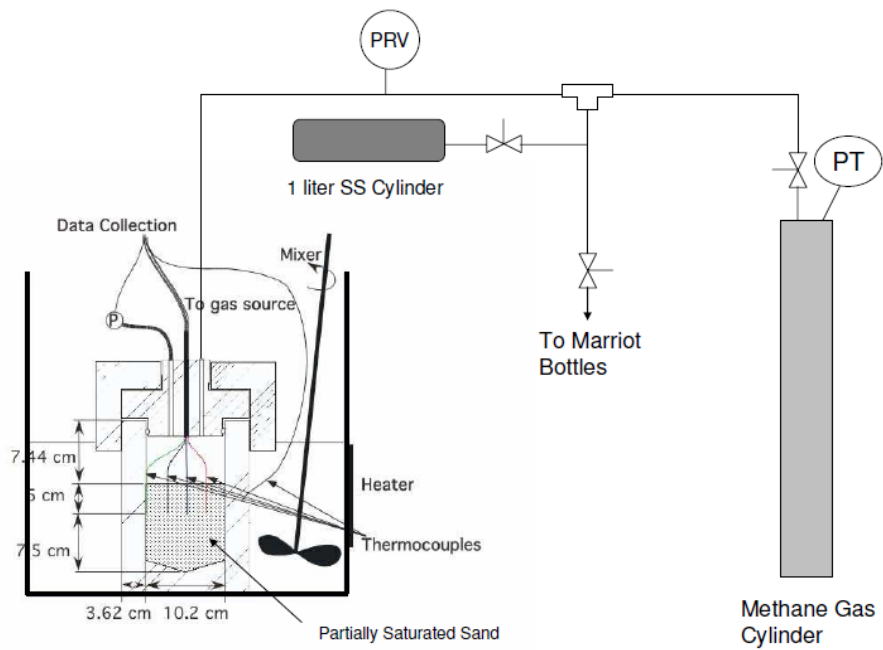 PRV
PT
1 liter SS Cylinder
Data Collection
Mixer
To gas source
P
To Marriot
Bottles
7.44 cm
5 cm
Heater
7.5 cm
Thermocouples
3.62 cm 10.2 cm
Partially Saturated Sand
Methane Gas
Cylinder